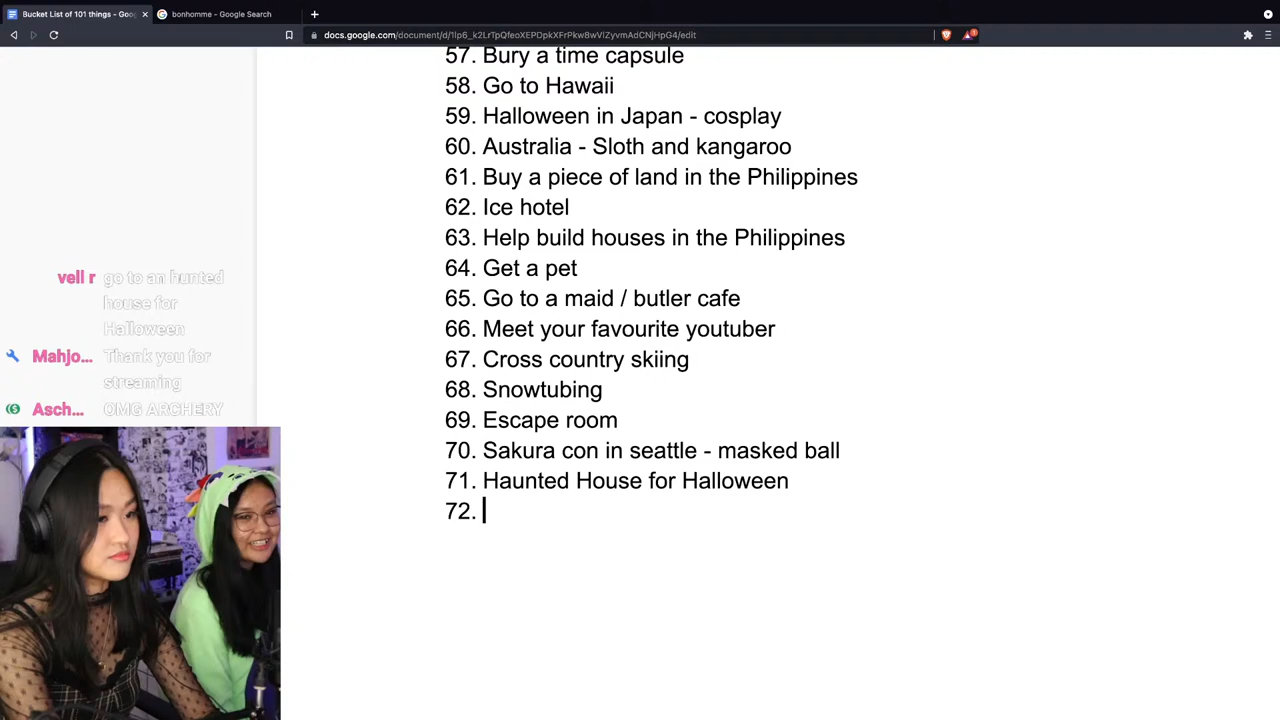 Bucket List of 101 things - Goo
bonhomme - Google Search
docs.google.com/document/d/
/edit
57. Bury a time capsule
58. Go to Hawaii
59. Halloween in Japan - cosplay
60. Australia - Sloth and kangaroo
61. Buy a piece of land in the Philippines
62. Ice hotel
63. Help build houses in the Philippines
64. Get a pet
65. Go to a maid / butler cafe
66. Meet your favourite youtuber
67. Cross country skiing
68. Snowtubing
69. Escape room
70. Sakura con in seattle - masked ball
71. Haunted House for Halloween
72.
vell r go to an hunted
house for
Halloween
Mahjo... Thank you for
streaming
Asch... OMG ARCHERY